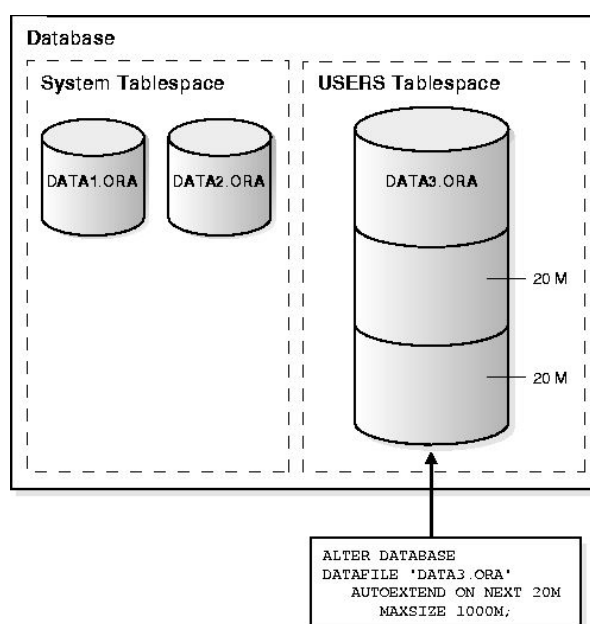 Database
System Tablespace
USERS Tablespace
DATA1.ORA
DATA2.ORA
DATA3.ORA
20 M
20 M
ALTER DATABASE
DATAFILE 'DATA3.ORA'
AUTOEXTEND ON NEXT 20M
MAXSIZE 1000M;